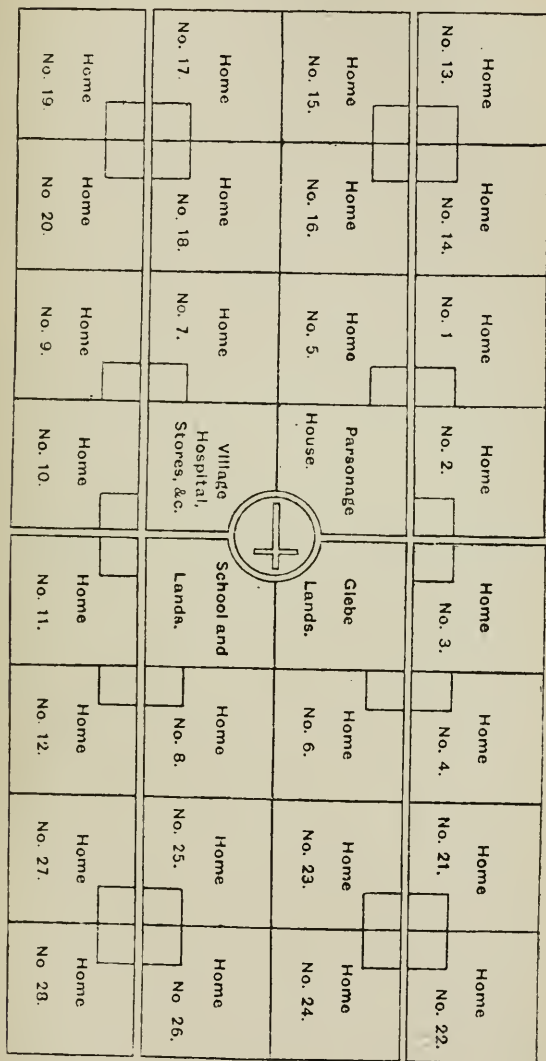 Home
No. 13.
Home
No. 14.
Home
No. 1
Home
No. 2.
Home
No. 3.
Home
No. 4.
Home
No. 21.
Home
No. 22.
Home
No. 15.
Home
No. 16.
Home
No. 5.
Parsonage
House.
Glebe
Lands.
Home
No. 6.
Home
No. 23.
Home
No. 24.
Home
No. 17.
Home
No. 18.
Home
No. 7.
Village
Hospital,
Stores, &c.
School and
Lands.
Home
No. 8.
Home
No. 25.
Home
No 26.
Home
No. 19.
Home
No 20.
Home
No. 9.
Home
No. 10.
Home
No. 11.
Home
No. 12.
Home
No. 27.
Home
No 28.